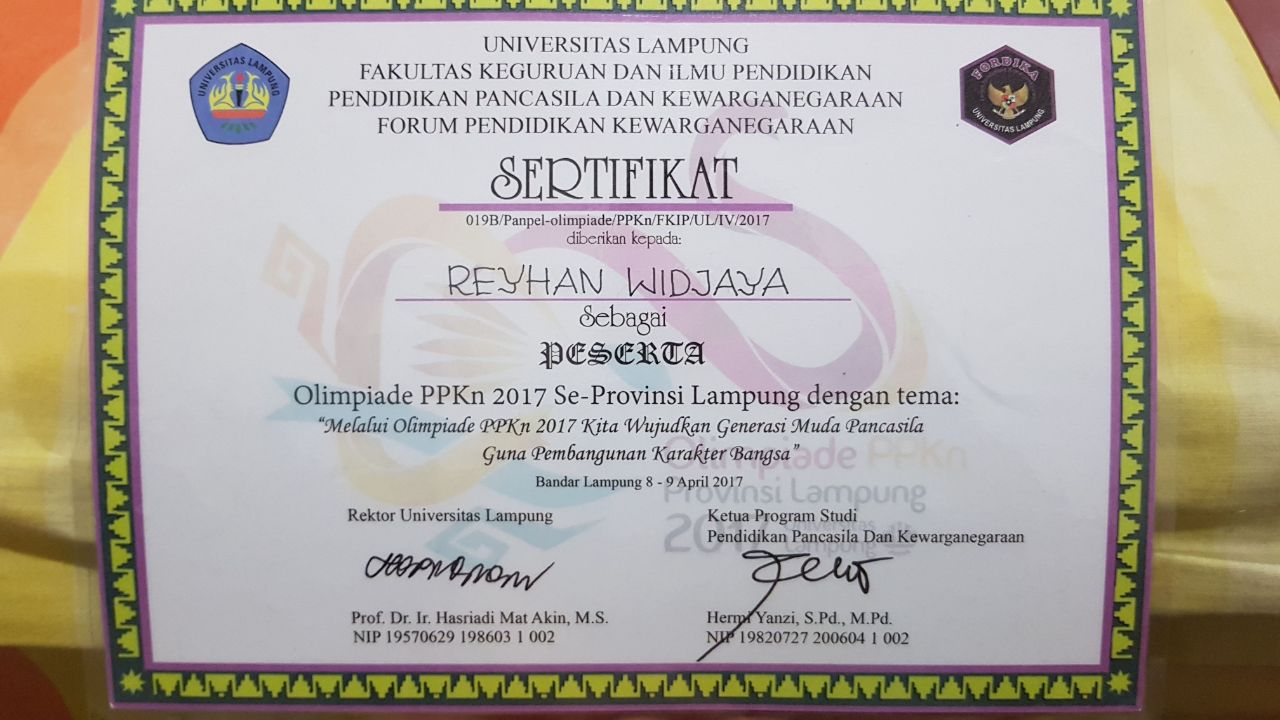 UNIVERSITAS LAMPUNG
FAKULTAS KEGURUAN DAN ILMU PENDIDKAN
PENDIDIKAN PANCASILA DAN KEWARGANEGARAAN
FORUM PENDIDIKAN KEWARGANEGARAAN
UNIVERSITAS LAMPUNG
FORDIKA
UNIVERSITAS LAMPUNG
SERTIFIKAT
019B/Panpel-olimpiade/PPKn/FKIP/UL/IV/2017
diberikan kepada:
REYHAN WIDJAYA
Sebagai
PESERTA
Olimpiade PPKn 2017 Se-Provinsi Lampung dengan tema:
“Melalui Olimpiade PPKn 2017 Kita Wujudkan Generasi Muda Pancasila
Guna Pembangunan Karakter Bangsa”
Olimpiade PPKn
Provinsi Lampung
2017 Universitas
Lampung
Bandar Lampung 8 - 9 April 2017
Rektor Universitas Lampung
Ketua Program Studi
Pendidikan Pancasila Dan Kewarganegaraan
Prof. Dr. Ir. Hasriadi Mat Akin, M.S.
NIP 19570629 198603 1 002
Hermi Yanzi, S.Pd., M.Pd.
NIP 19820727 200604 1 002